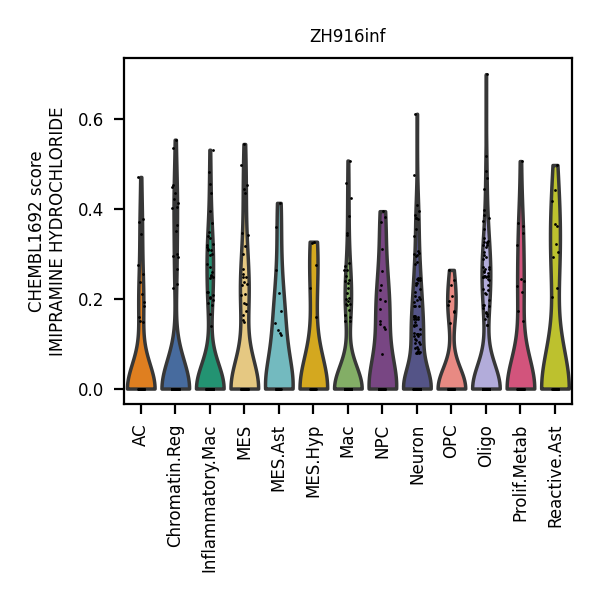 ZH916inf
CHEMBL1692 score
IMIPRAMINE HYDROCHLORIDE
0.6
0.4
0.2
0.0
AC
Chromatin.Reg
Inflammatory.Mac
MES
MES.Ast
MES.Hyp
Mac
NPC
Neuron
OPC
Oligo
Prolif.Metab
Reactive.Ast